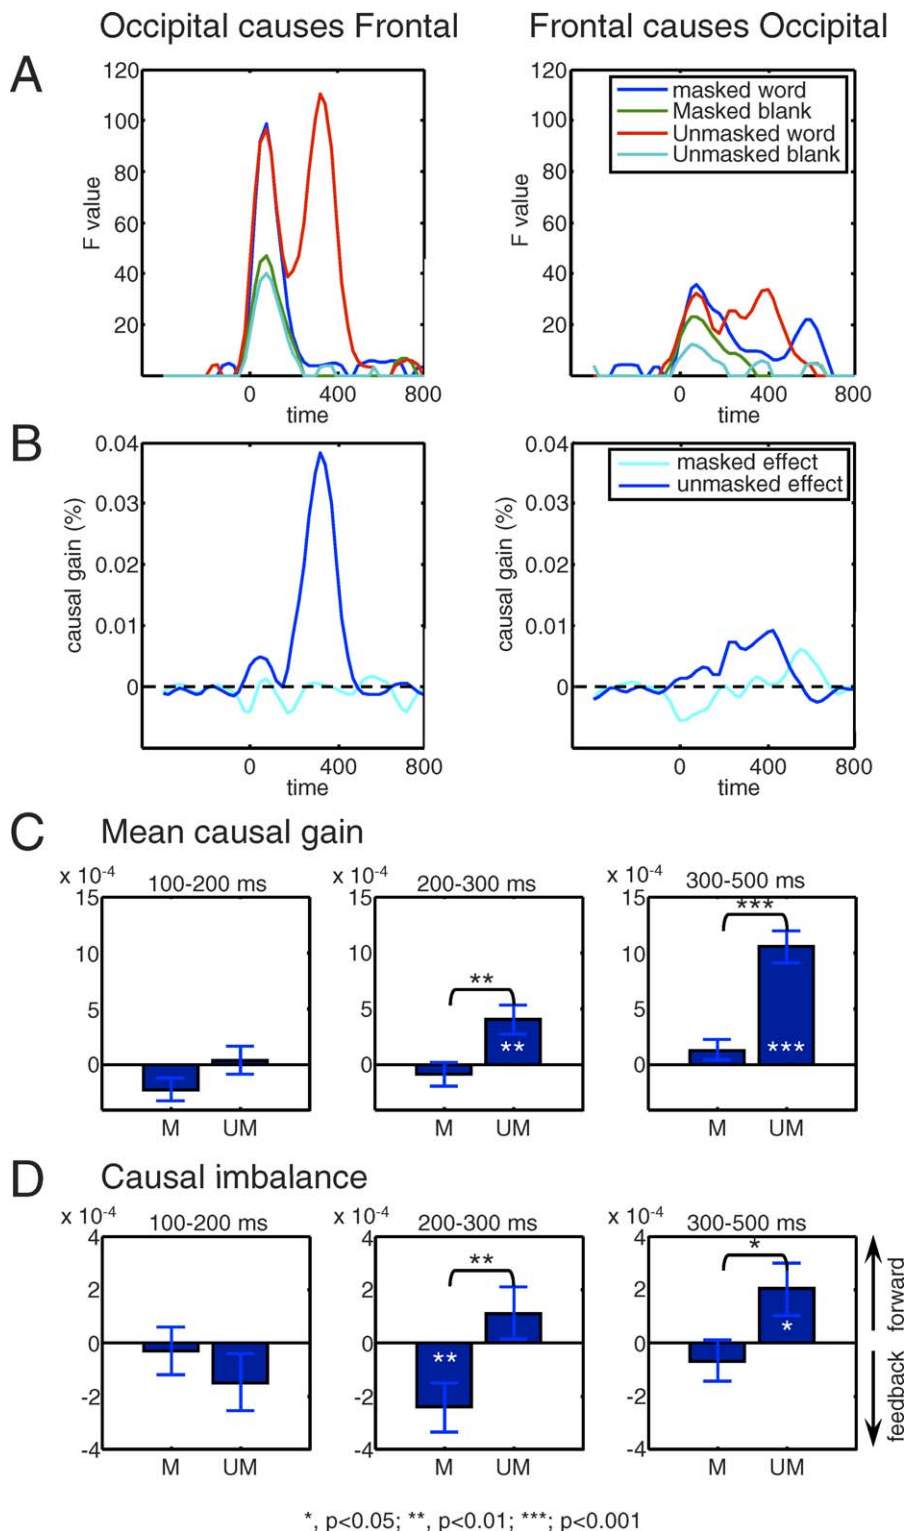 Occipital causes Frontal Frontal causes Occipital
A
120 120
100 100
80 80
60 60
40 40
20 20
F value F value
masked word
Masked blank
Unmasked word
Unmasked blank
0 400 800 0 400 800
time time
B
0.04 0.04
0.03 0.03
0.02 0.02
0.01 0.01
0 0
causal gain (%) causal gain (%)
masked effect
unmasked effect
0 400 800 0 400 800
time time
C Mean causal gain
x 10-4 100-200 ms x 10-4 200-300 ms x 10-4 300-500 ms
15 15 15
***
10 10 10
5 ** 5 5
** ***
0 0 0
M UM M UM M UM
D Causal imbalance
x 10-4 100-200 ms x 10-4 200-300 ms x 10-4 300-500 ms
4 4 4
** *
2 2 2
*
0 0 0
**
-2 -2 -2
-4 -4 -4
forward
feedback
M UM M UM M UM
*, p<0.05; **, p<0.01; ***; p<0.001